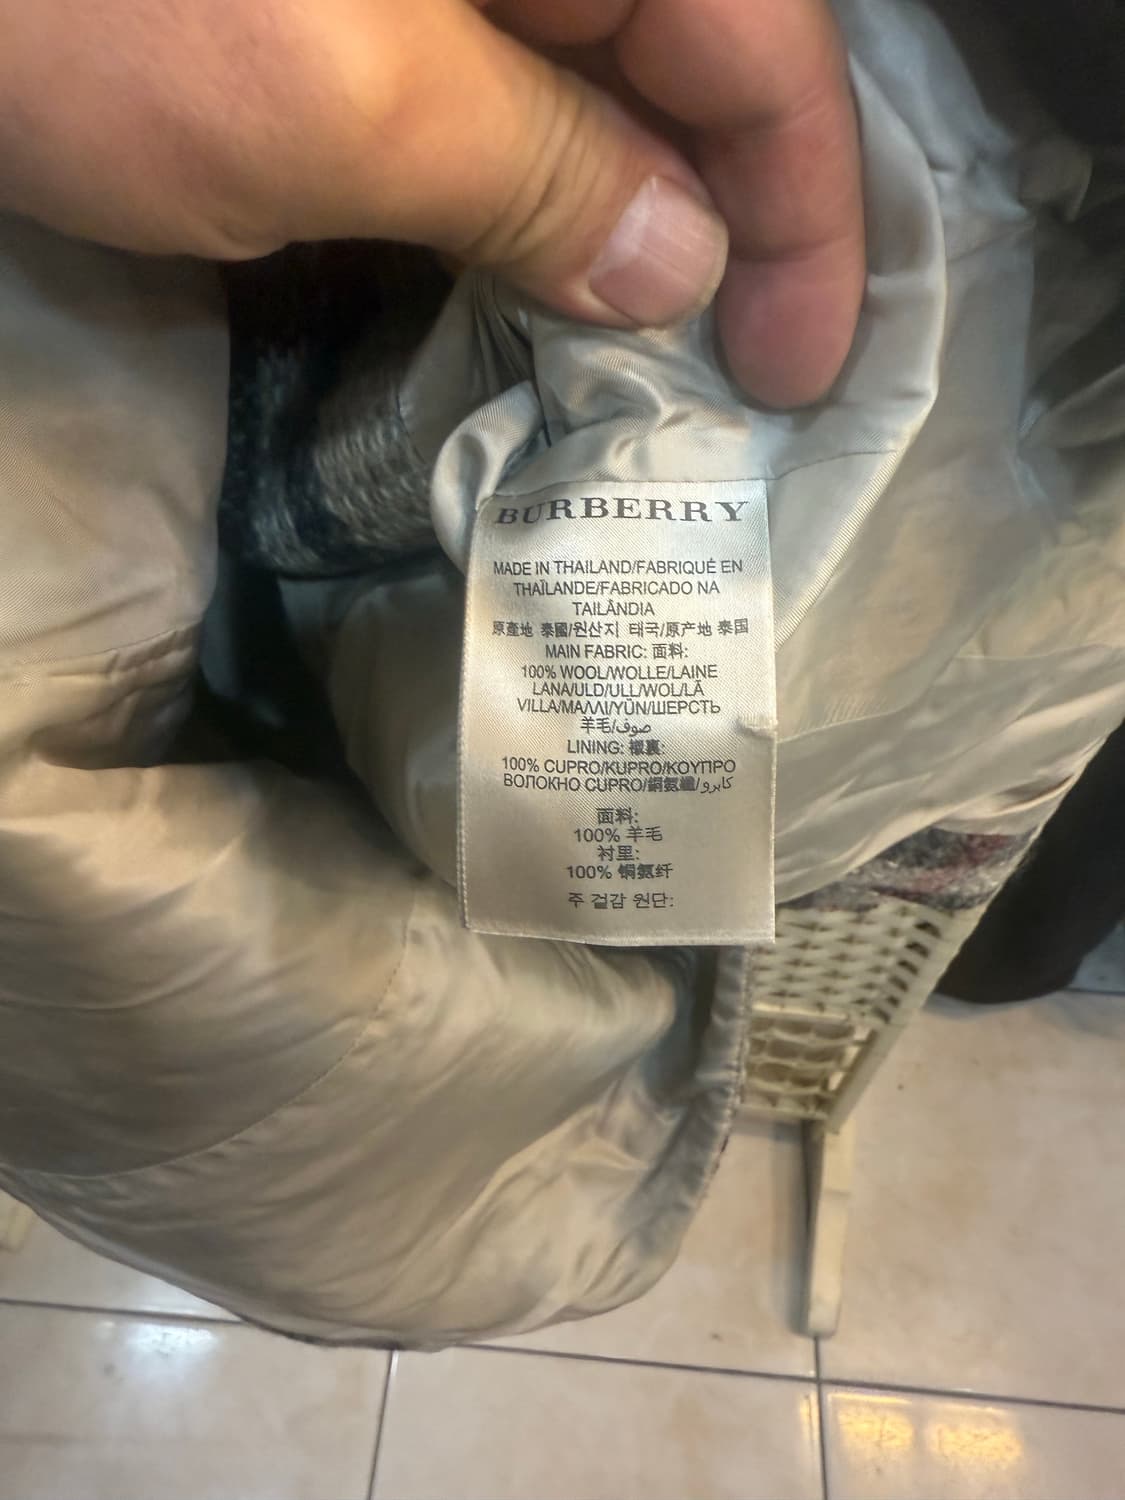 BURBERRY
MADE IN THAILAND/FABRIQUÉ EN
THAÏLANDE/FABRICADO NA
TAILÂNDIA
原產地 泰國/원산지 태국/原产地 泰国
MAIN FABRIC: 面料:
100% WOOL/WOLLE/LAINE
LANA/ULD/ULL/WOL/LÃ
VILLA/ΜΑΛΛΙ/YÜN/ШЕРСТЬ
羊毛/صوف
LINING: 襯裏:
100% CUPRO/KUPRO/ΚΟΥΠΡΟ
ВОЛОКНО CUPRO/銅氨纖/كابرو
面料:
100% 羊毛
衬里:
100% 铜氨纤
주 겉감 원단: